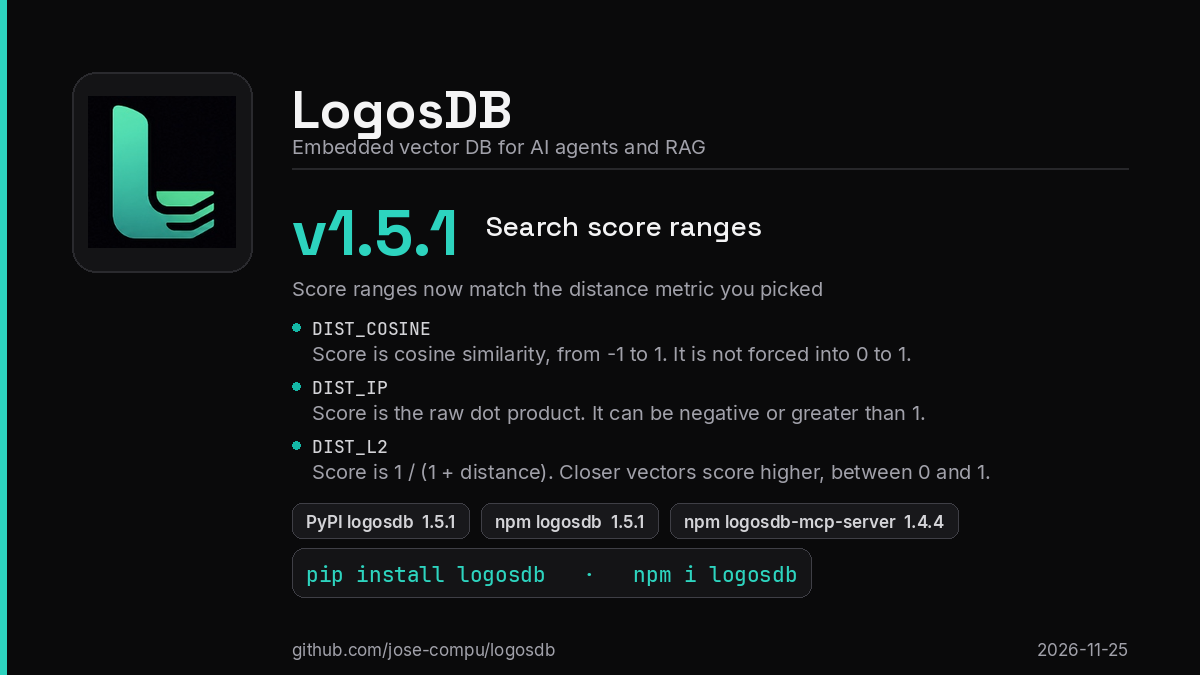 LogosDB
Embedded vector DB for AI agents and RAG
v1.5.1 Search score ranges
Score ranges now match the distance metric you picked
DIST_COSINE
Score is cosine similarity, from -1 to 1. It is not forced into 0 to 1.
DIST_IP
Score is the raw dot product. It can be negative or greater than 1.
DIST_L2
Score is 1 / (1 + distance). Closer vectors score higher, between 0 and 1.
PyPI logosdb 1.5.1 npm logosdb 1.5.1 npm logosdb-mcp-server 1.4.4
pip install logosdb · npm i logosdb
github.com/jose-compu/logosdb 2026-11-25